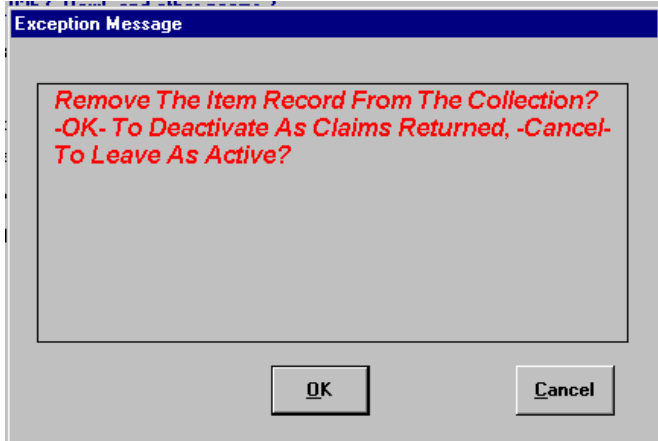 Exception Message
Remove The Item Record From The Collection?
-OK- To Deactivate As Claims Returned, -Cancel-
To Leave As Active?
OK
Cancel